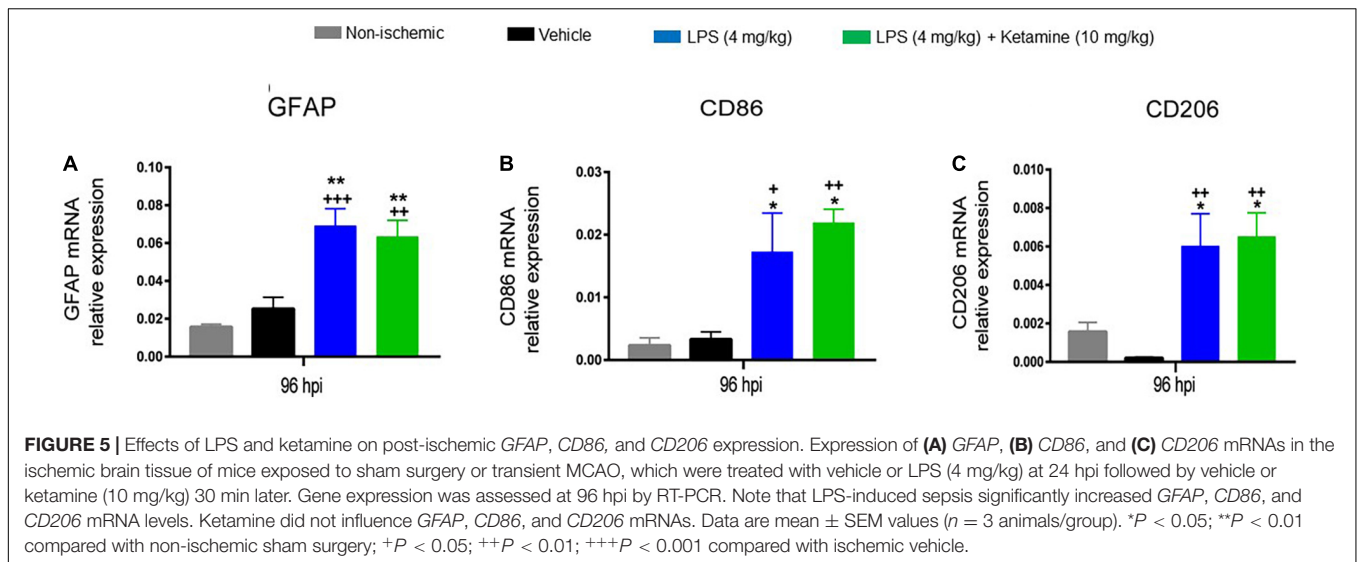 Non-ischemic Vehicle LPS (4 mg/kg) LPS (4 mg/kg) + Ketamine (10 mg/kg)
GFAP CD86 CD206
A
GFAP mRNA
relative expression
0.10
0.08
0.06
0.04
0.02
0.00
**
+++
**
++
96 hpi
B
CD86 mRNA
relative expression
0.03
0.02
0.01
0.00
+
*
++
*
96 hpi
C
CD206 mRNA
relative expression
0.010
0.008
0.006
0.004
0.002
0.000
++
*
++
*
96 hpi
FIGURE 5 | Effects of LPS and ketamine on post-ischemic GFAP, CD86, and CD206 expression. Expression of (A) GFAP, (B) CD86, and (C) CD206 mRNAs in the
ischemic brain tissue of mice exposed to sham surgery or transient MCAO, which were treated with vehicle or LPS (4 mg/kg) at 24 hpi followed by vehicle or
ketamine (10 mg/kg) 30 min later. Gene expression was assessed at 96 hpi by RT-PCR. Note that LPS-induced sepsis significantly increased GFAP, CD86, and
CD206 mRNA levels. Ketamine did not influence GFAP, CD86, and CD206 mRNAs. Data are mean ± SEM values (n = 3 animals/group). *P < 0.05; **P < 0.01
compared with non-ischemic sham surgery; +P < 0.05; ++P < 0.01; +++P < 0.001 compared with ischemic vehicle.